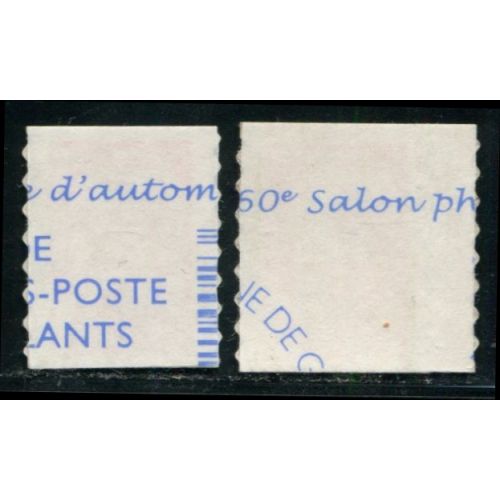 e d'autom
E
S-POSTE
LANTS
60e Salon ph
IE DE G